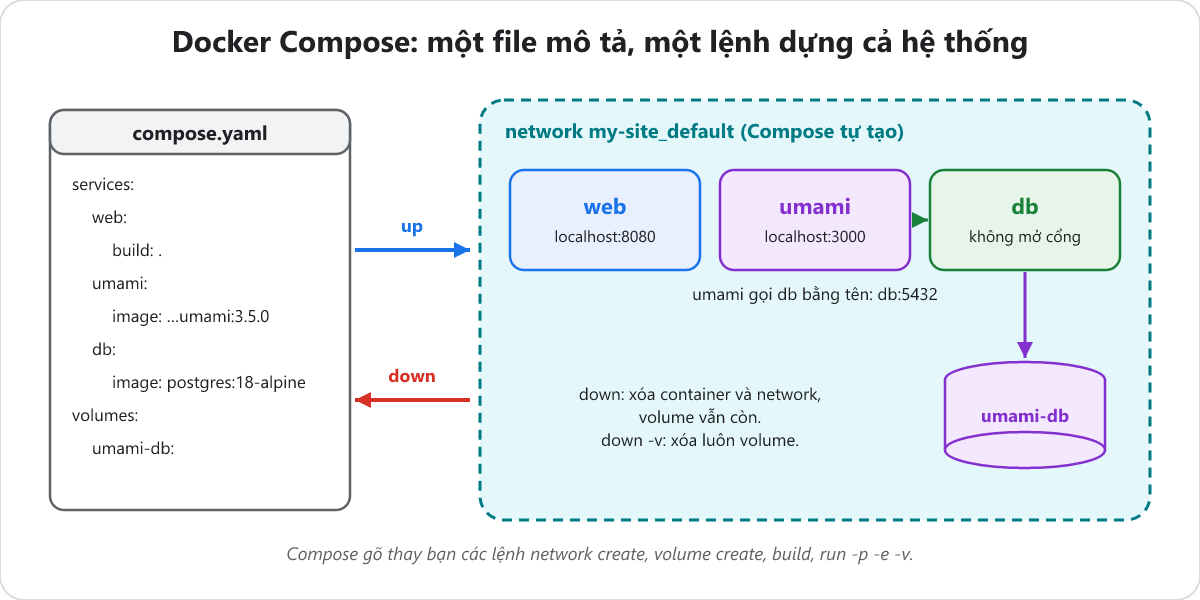 Docker Compose: một file mô tả, một lệnh dựng cả hệ thống
compose.yaml
services:
web:
build: .
umami:
image: ...umami:3.5.0
db:
image: postgres:18-alpine
volumes:
umami-db:
up
down
network my-site_default (Compose tự tạo)
web
localhost:8080
umami
localhost:3000
db
không mở cổng
umami gọi db bằng tên: db:5432
down: xóa container và network,
volume vẫn còn.
down -v: xóa luôn volume.
umami-db
Compose gõ thay bạn các lệnh network create, volume create, build, run -p -e -v.